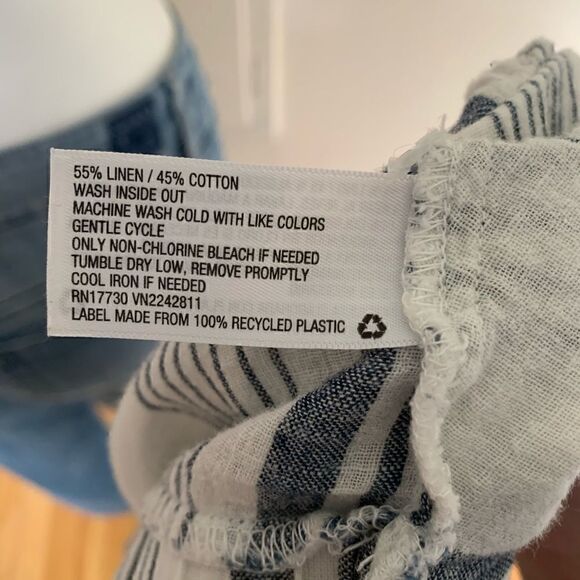 55% LINEN / 45% COTTON
WASH INSIDE OUT
MACHINE WASH COLD WITH LIKE COLORS
GENTLE CYCLE
ONLY NON-CHLORINE BLEACH IF NEEDED
TUMBLE DRY LOW, REMOVE PROMPTLY
COOL IRON IF NEEDED
RN17730 VN2242811
LABEL MADE FROM 100% RECYCLED PLASTIC